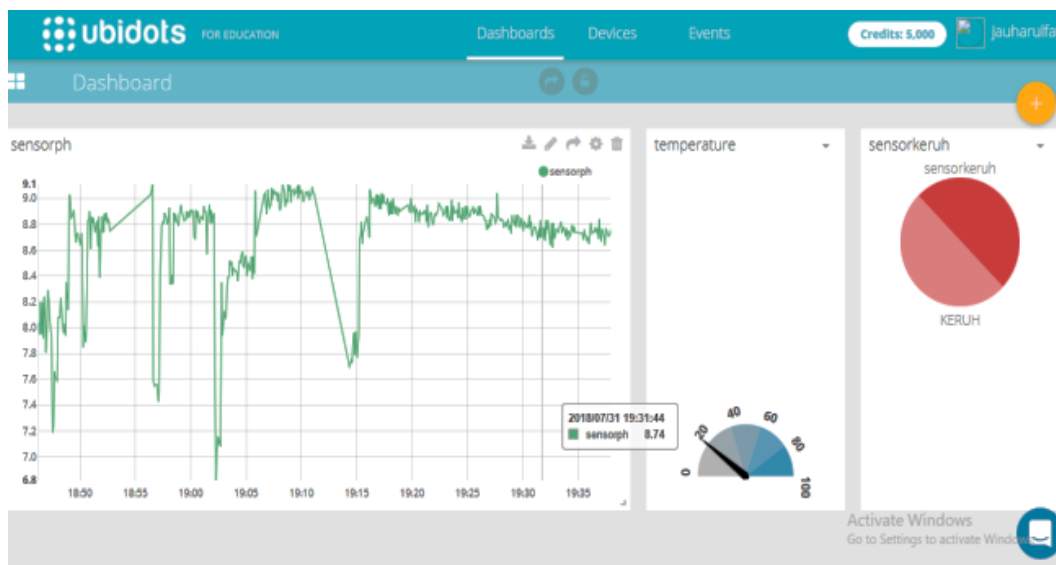 ubidots FOR EDUCATION Dashboards Devices Events Credits: 5,000 jauharulfa
Dashboard
+
sensorph
sensorph
9.1
9.0
8.8
8.6
8.4
8.2
8.0
7.8
7.6
7.4
7.2
7.0
6.8
18:50 18:55 19:00 19:05 19:10 19:15 19:20 19:25 19:30 19:35
2018/07/31 19:31:44
sensorph 8.74
temperature
0 20 40 60 80 100
sensorkeruh
sensorkeruh
KERUH
Activate Windows
Go to Settings to activate Windows